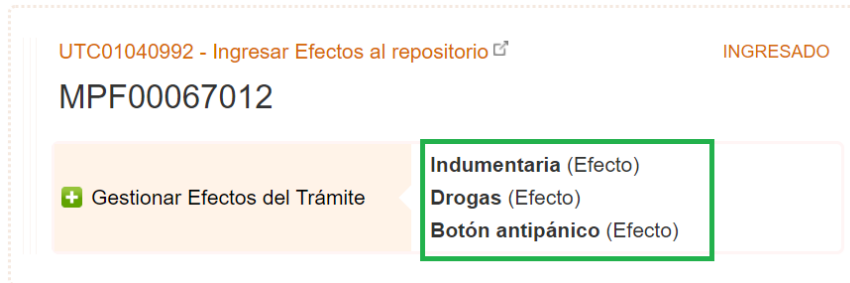 UTC01040992 - Ingresar Efectos al repositorio
INGRESADO
MPF00067012
Gestionar Efectos del Trámite
Indumentaria (Efecto)
Drogas (Efecto)
Botón antipánico (Efecto)